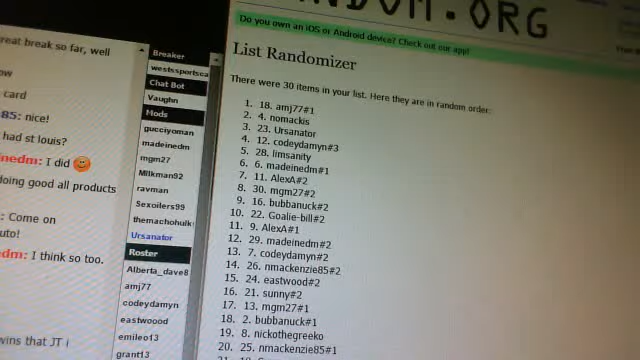 reat break so far, well
ow
card
85: nice!
had st louis?
inedm: I did
doing good all products
: Come on
uto!
edm: I think so too.
wins that JT i
Breaker
westssportsca
Chat Bot
Vaughn
Mods
gucciyoman
madeinedm
mgm27
Milkman92
ravman
Sexoilers99
themachohulk
Ursanator
Roster
Alberta_dave8
amj77
codeydamyn
eastwoood
emileo13
grant13
NDOM.ORG
Do you own an iOS or Android device? Check out our app!
List Randomizer
There were 30 items in your list. Here they are in random order:
1. 18. amj77#1
2. 4. nomackis
3. 23. Ursanator
4. 12. codeydamyn#3
5. 28. limsanity
6. 6. madeinedm#1
7. 11. AlexA#2
8. 30. mgm27#2
9. 16. bubbanuck#2
10. 22. Goalie-bill#2
11. 9. AlexA#1
12. 29. madeinedm#2
13. 7. codeydamyn#2
14. 26. nmackenzie85#2
15. 24. eastwood#2
16. 21. sunny#2
17. 13. mgm27#1
18. 2. bubbanuck#1
19. 8. nickothegreeko
20. 25. nmackenzie85#1